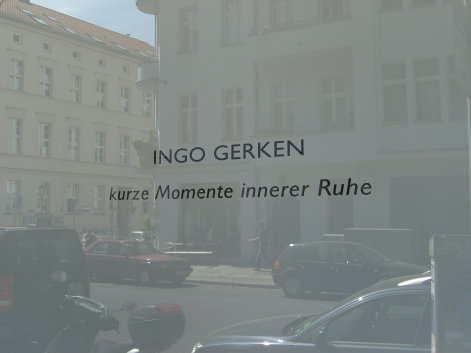 INGO GERKEN
kurze Momente innerer Ruhe